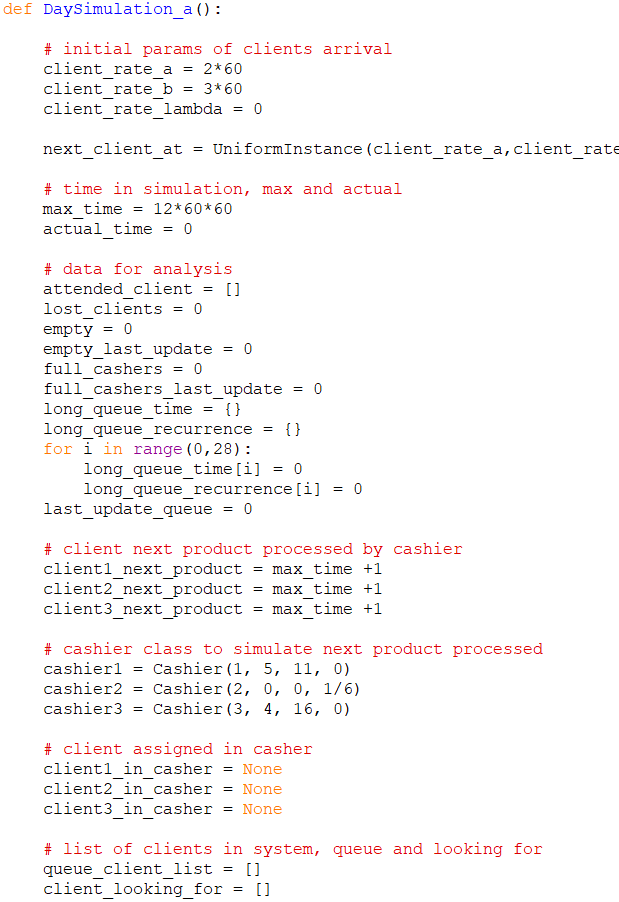 def DaySimulation_a():
# initial params of clients arrival
client_rate_a = 2*60
client_rate_b = 3*60
client_rate_lambda = 0
next_client_at = UniformInstance(client_rate_a,client_rate
# time in simulation, max and actual
max_time = 12*60*60
actual_time = 0
# data for analysis
attended_client = []
lost_clients = 0
empty = 0
empty_last_update = 0
full_cashers = 0
full_cashers_last_update = 0
long_queue_time = {}
long_queue_recurrence = {}
for i in range(0,28):
long_queue_time[i] = 0
long_queue_recurrence[i] = 0
last_update_queue = 0
# client next product processed by cashier
client1_next_product = max_time +1
client2_next_product = max_time +1
client3_next_product = max_time +1
# cashier class to simulate next product processed
cashier1 = Cashier(1, 5, 11, 0)
cashier2 = Cashier(2, 0, 0, 1/6)
cashier3 = Cashier(3, 4, 16, 0)
# client assigned in casher
client1_in_casher = None
client2_in_casher = None
client3_in_casher = None
# list of clients in system, queue and looking for
queue_client_list = []
client_looking_for = []